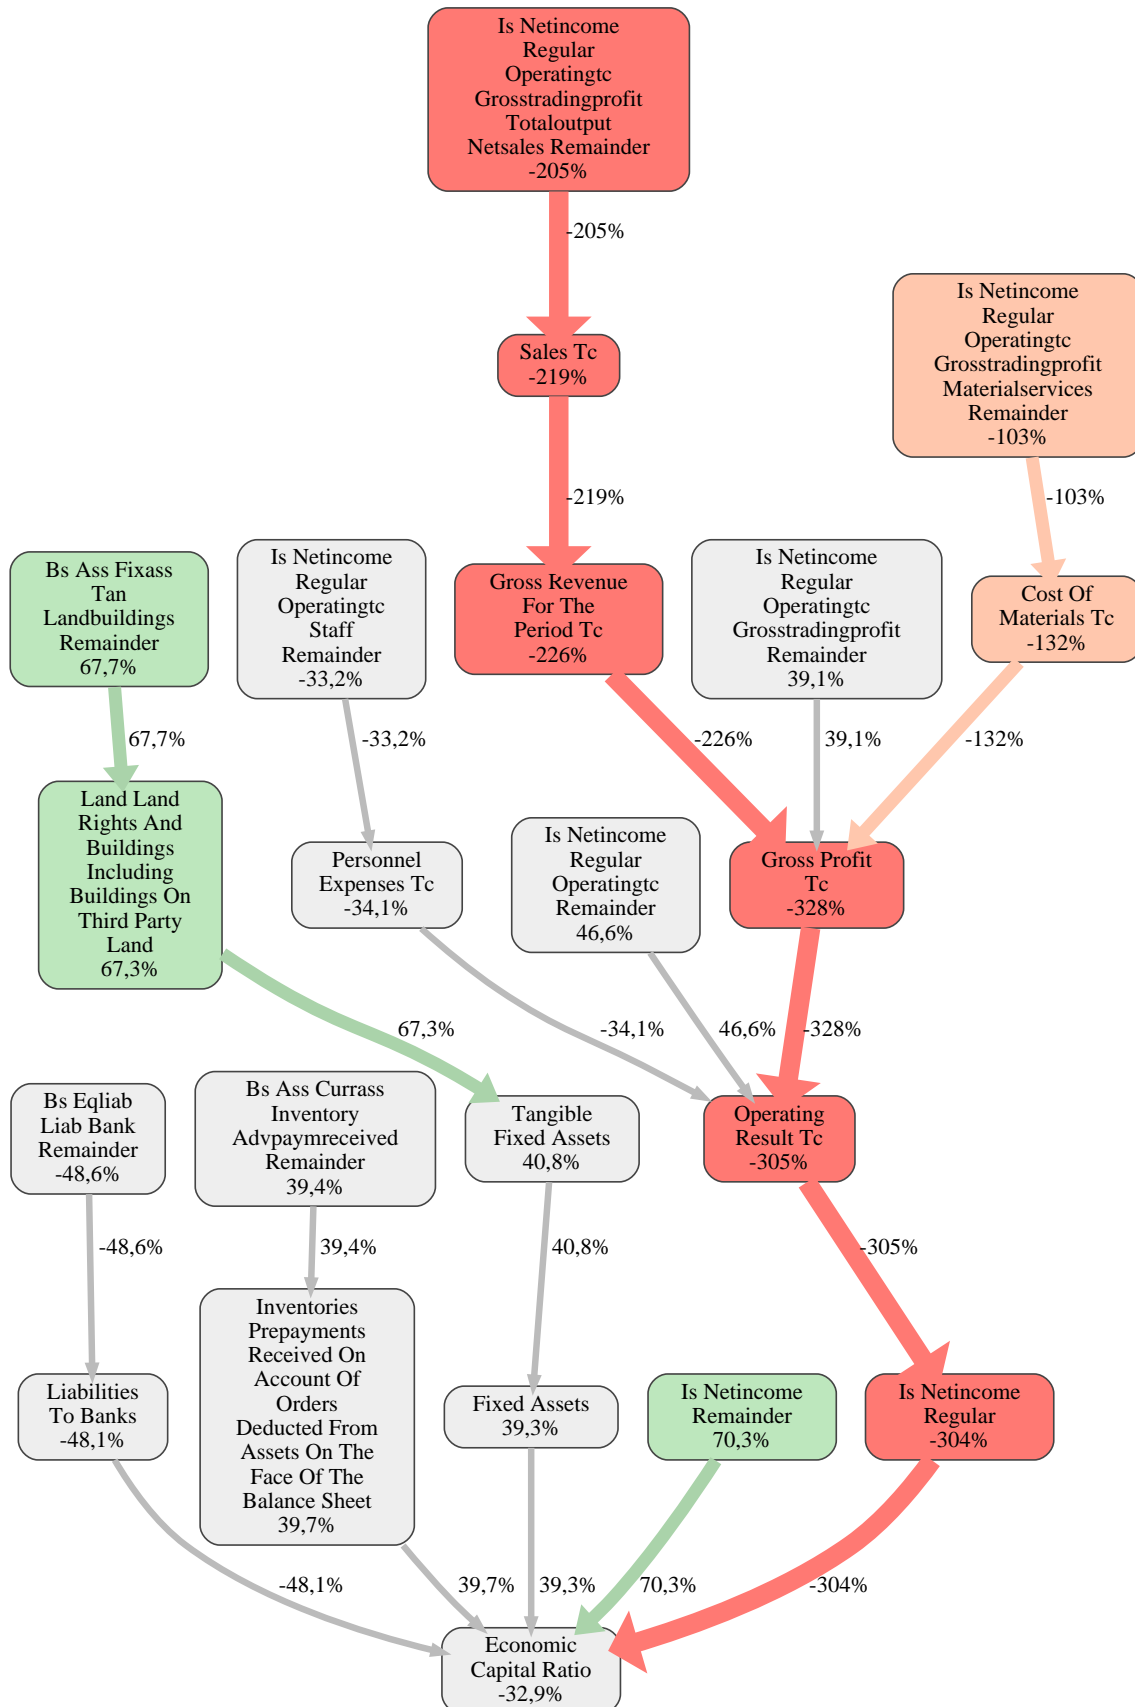 Is Netincome
Regular
Operatingtc
Grosstradingprofit
Totaloutput
Netsales Remainder
-205%
-205%
Sales Tc
-219%
Is Netincome
Regular
Operatingtc
Grosstradingprofit
Materialservices
Remainder
-103%
-219%
-103%
Bs Ass Fixass
Tan
Landbuildings
Remainder
67,7%
Is Netincome
Regular
Operatingtc
Staff
Remainder
-33,2%
Gross Revenue
For The
Period Tc
-226%
Is Netincome
Regular
Operatingtc
Grosstradingprofit
Remainder
39,1%
Cost Of
Materials Tc
-132%
67,7%
-33,2%
-226%
39,1%
-132%
Land Land
Rights And
Buildings
Including
Buildings On
Third Party
Land
67,3%
Personnel
Expenses Tc
-34,1%
Is Netincome
Regular
Operatingtc
Remainder
46,6%
Gross Profit
Tc
-328%
67,3%
-34,1%
46,6%
-328%
Bs Eqliab
Liab Bank
Remainder
-48,6%
Bs Ass Currass
Inventory
Advpaymreceived
Remainder
39,4%
Tangible
Fixed Assets
40,8%
Operating
Result Tc
-305%
-48,6%
39,4%
40,8%
-305%
Liabilities
To Banks
-48,1%
Inventories
Prepayments
Received On
Account Of
Orders
Deducted From
Assets On The
Face Of The
Balance Sheet
39,7%
Fixed Assets
39,3%
Is Netincome
Remainder
70,3%
Is Netincome
Regular
-304%
-48,1%
39,7%
39,3%
70,3%
-304%
Economic
Capital Ratio
-32,9%